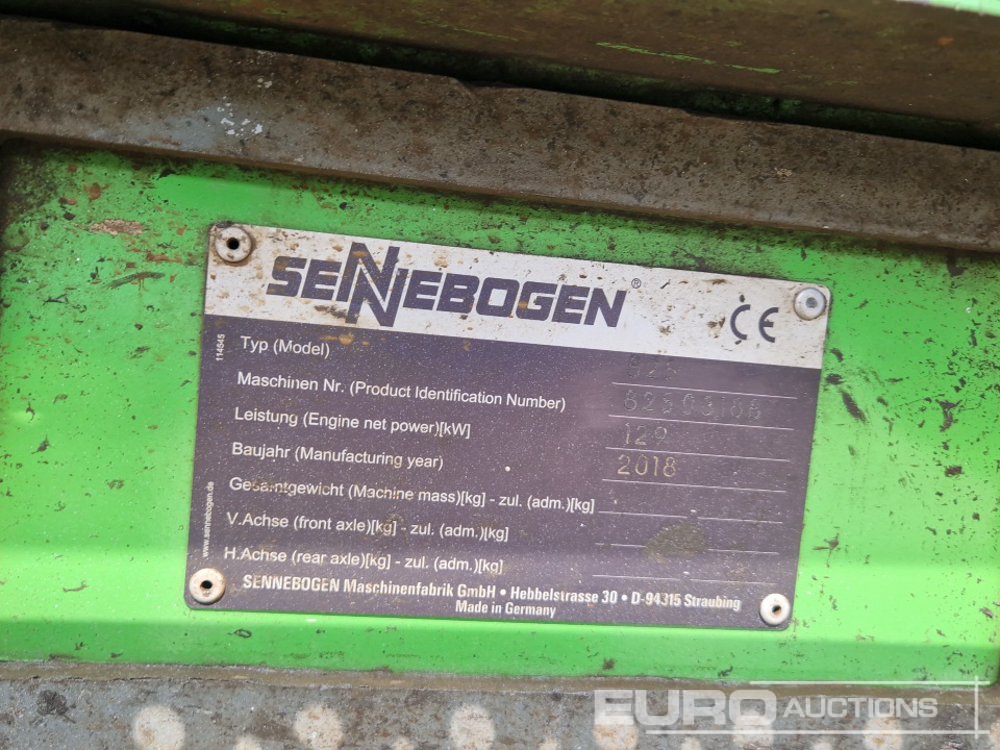 SENNEBOGEN ® CE
114545
Typ (Model)
Maschinen Nr. (Product Identification Number)
Leistung (Engine net power)[kW] 129
Baujahr (Manufacturing year) 2018
Gesamtgewicht (Machine mass)[kg] - zul. (adm.)[kg]
V.Achse (front axle)[kg] - zul. (adm.)[kg]
H.Achse (rear axle)[kg] - zul. (adm.)[kg]
www.sennebogen.de
SENNEBOGEN Maschinenfabrik GmbH • Hebbelstrasse 30 • D-94315 Straubing
Made in Germany
EURO AUCTIONS